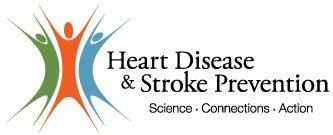 Heart Disease
& Stroke Prevention
Science · Connections · Action